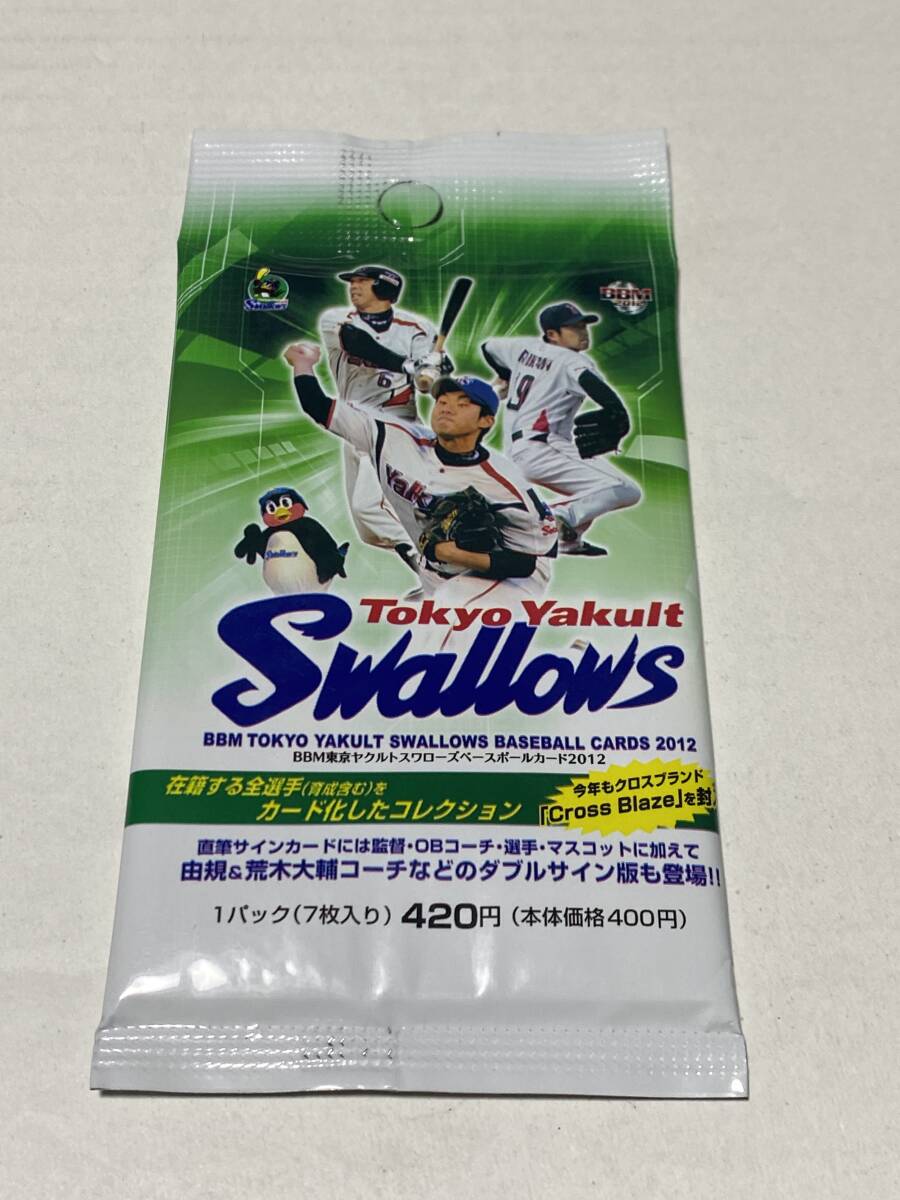 Swallows
BBM
2012
6
19
Yakult
Swallows
Tokyo Yakult
Swallows
BBM TOKYO YAKULT SWALLOWS BASEBALL CARDS 2012
BBM東京ヤクルトスワローズベースボールカード2012
在籍する全選手(育成含む)を
カード化したコレクション
今年もクロスブランド
「Cross Blaze」を封
直筆サインカードには監督・OBコーチ・選手・マスコットに加えて
由規&荒木大輔コーチなどのダブルサイン版も登場!!
1パック(7枚入り) 420円 (本体価格400円)